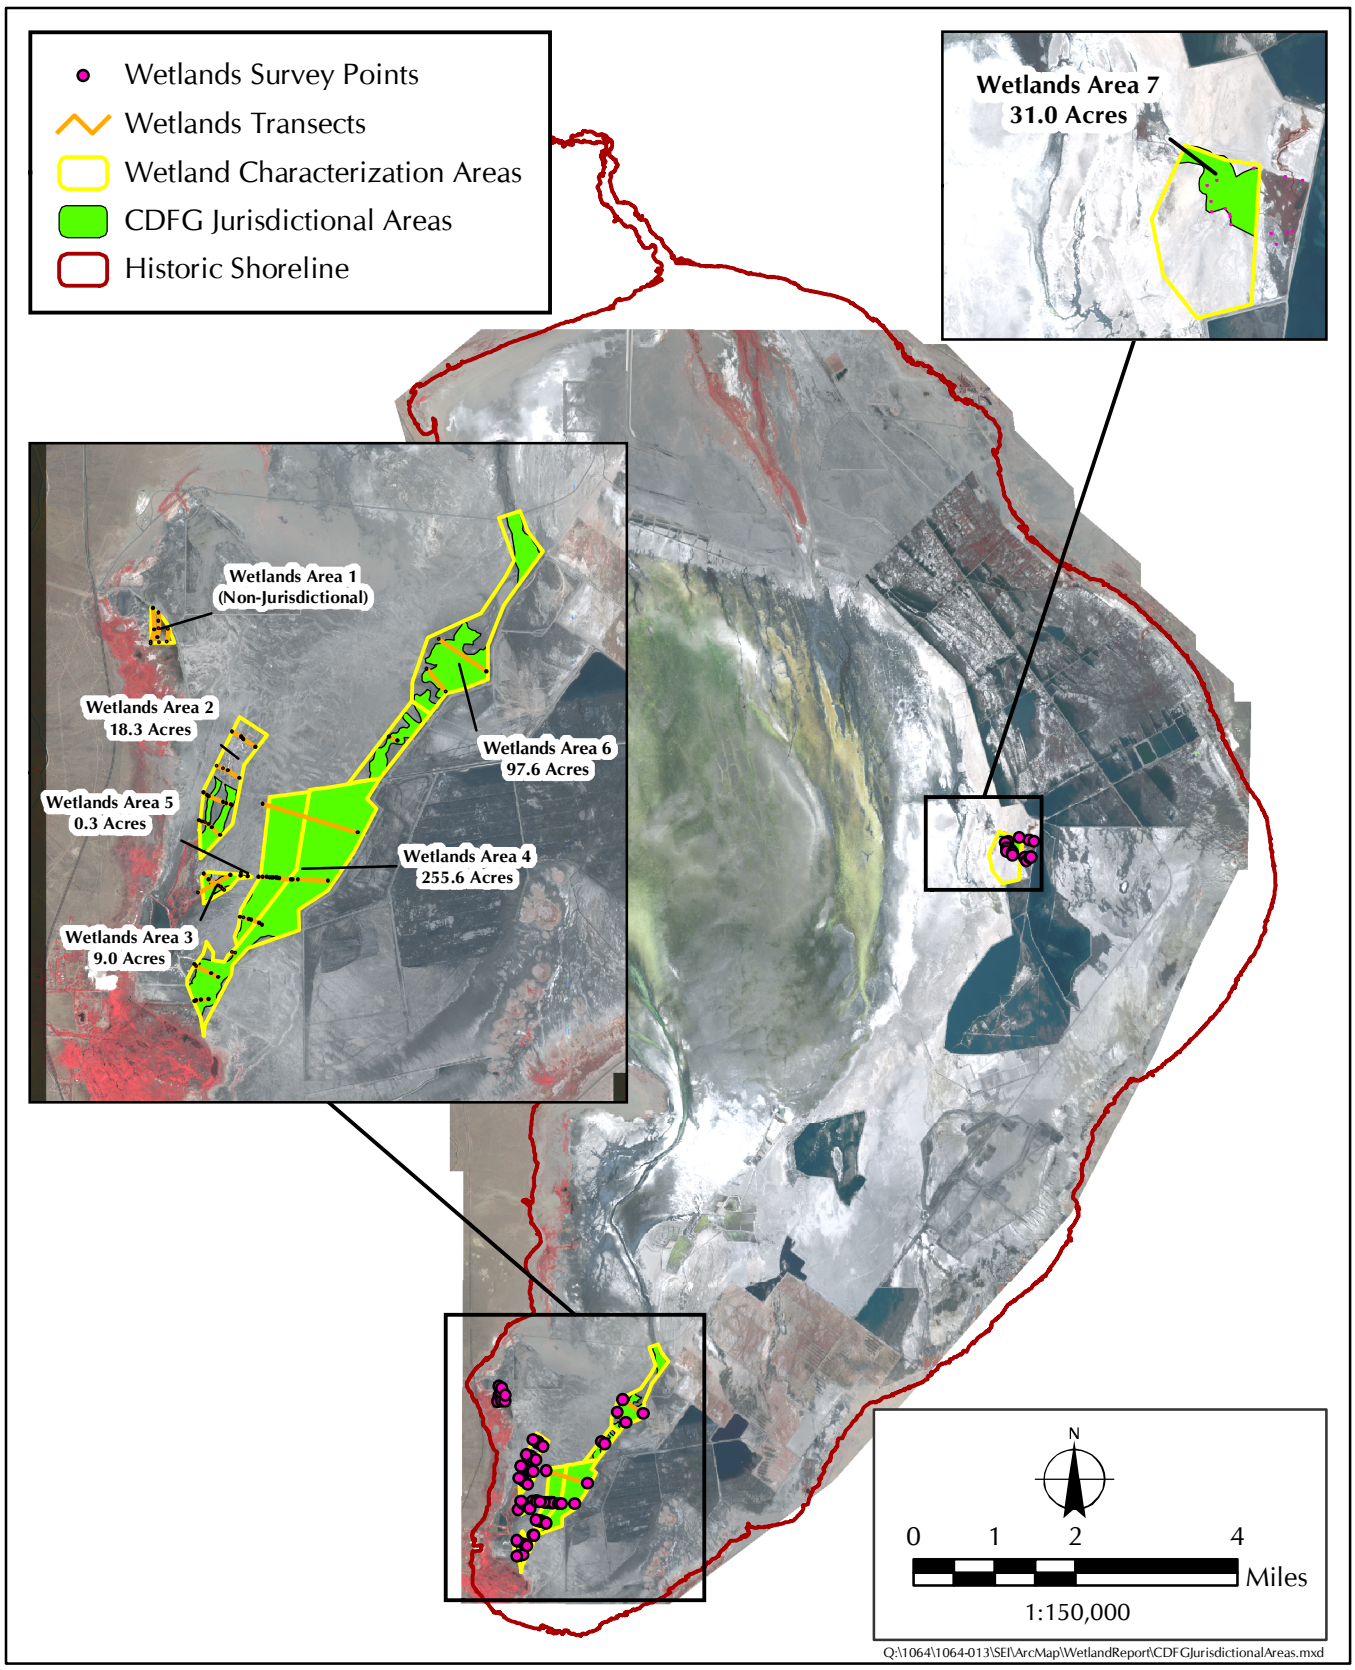 Wetlands Survey Points
Wetlands Transects
Wetland Characterization Areas
CDFG Jurisdictional Areas
Historic Shoreline
Wetlands Area 7
31.0 Acres
Wetlands Area 1
(Non-Jurisdictional)
Wetlands Area 2
18.3 Acres
Wetlands Area 6
97.6 Acres
Wetlands Area 5
0.3 Acres
Wetlands Area 4
255.6 Acres
Wetlands Area 3
9.0 Acres
N
0 1 2 4
Miles
1:150,000
Q:\1064\1064-013\SEI\ArcMap\WetlandReport\CDFGJurisdictionalAreas.mxd